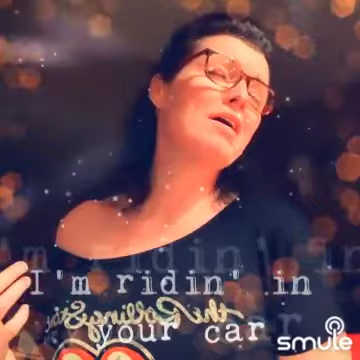 I'm ridin' in
your car
The Rolling Stones
smule